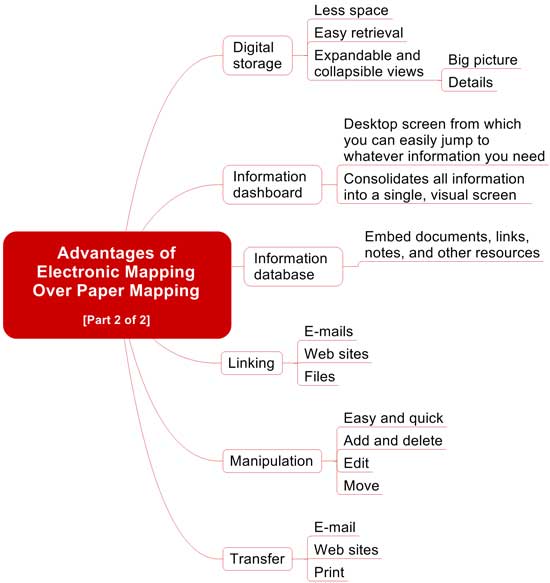 Advantages of
Electronic Mapping
Over Paper Mapping
[Part 2 of 2]
Digital
storage
Less space
Easy retrieval
Expandable and
collapsible views
Big picture
Details
Information
dashboard
Desktop screen from which
you can easily jump to
whatever information you need
Consolidates all information
into a single, visual screen
Information
database
Embed documents, links,
notes, and other resources
Linking
E-mails
Web sites
Files
Manipulation
Easy and quick
Add and delete
Edit
Move
Transfer
E-mail
Web sites
Print